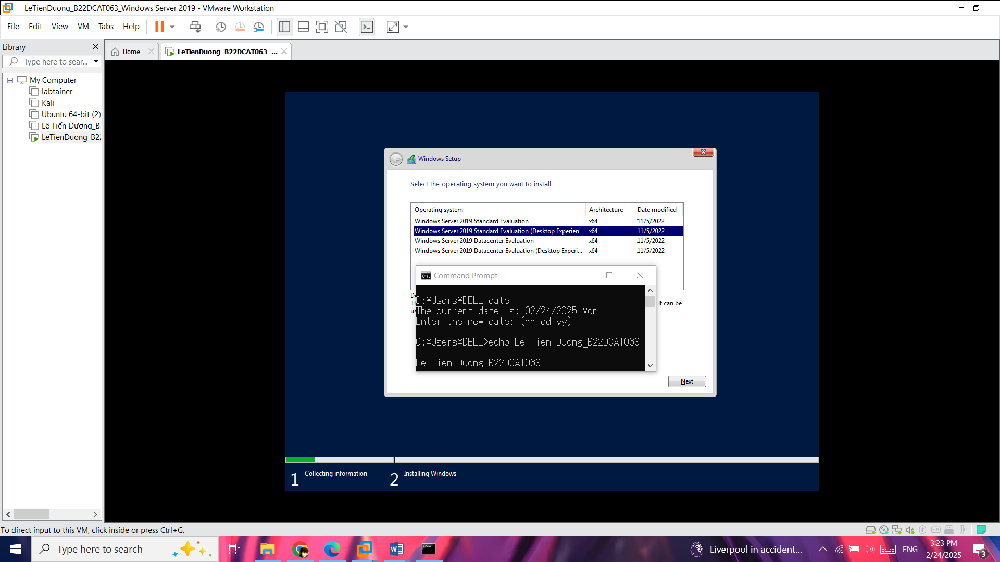 LeTienDuong_B22DCAT063_Windows Server 2019 - VMware Workstation
File Edit View VM Tabs Help
Library
Home
LeTienDuong_B22DCAT063_...
Type here to sear...
My Computer
labtainer
Kali
Ubuntu 64-bit (2)
Lê Tiến Dương_B2
LeTienDuong_B22
Windows Setup
Select the operating system you want to install
Operating system Architecture Date modified
Windows Server 2019 Standard Evaluation x64 11/5/2022
Windows Server 2019 Standard Evaluation (Desktop Experien... x64 11/5/2022
Windows Server 2019 Datacenter Evaluation x64 11/5/2022
Windows Server 2019 Datacenter Evaluation (Desktop Experi... x64 11/5/2022
Command Prompt
C:¥Users¥DELL>date
The current date is: 02/24/2025 Mon
Enter the new date: (mm-dd-yy)
C:¥Users¥DELL>echo Le Tien Duong_B22DCAT063
Le Tien Duong_B22DCAT063
It can be
Next
1 Collecting information
2 Installing Windows
To direct input to this VM, click inside or press Ctrl+G.
Type here to search
Liverpool in accident...
ENG
3:23 PM
2/24/2025
3